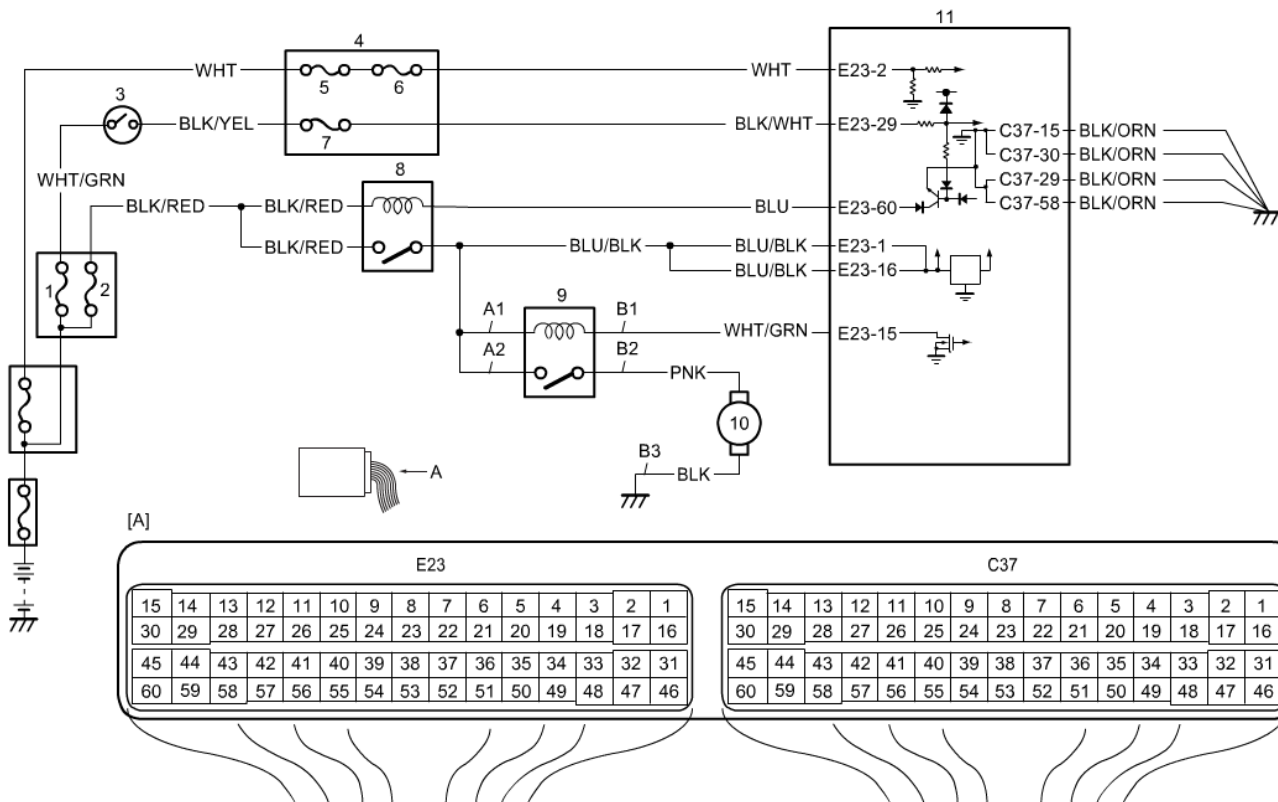 11
4
WHT
WHT
E23-2
5
6
3
BLK/YEL
BLK/WHT
E23-29
7
C37-15
BLK/ORN
C37-30
BLK/ORN
WHT/GRN
8
C37-29
BLK/ORN
BLK/RED
BLK/RED
BLU
E23-60
C37-58
BLK/ORN
BLK/RED
BLU/BLK
BLU/BLK
E23-1
BLU/BLK
E23-16
1
2
9
A1
B1
WHT/GRN
E23-15
A2
B2
PNK
10
B3
BLK
A
[A]
E23
C37
15 14 13 12 11 10 9 8 7 6 5 4 3 2 1
15 14 13 12 11 10 9 8 7 6 5 4 3 2 1
30 29 28 27 26 25 24 23 22 21 20 19 18 17 16
30 29 28 27 26 25 24 23 22 21 20 19 18 17 16
45 44 43 42 41 40 39 38 37 36 35 34 33 32 31
45 44 43 42 41 40 39 38 37 36 35 34 33 32 31
60 59 58 57 56 55 54 53 52 51 50 49 48 47 46
60 59 58 57 56 55 54 53 52 51 50 49 48 47 46